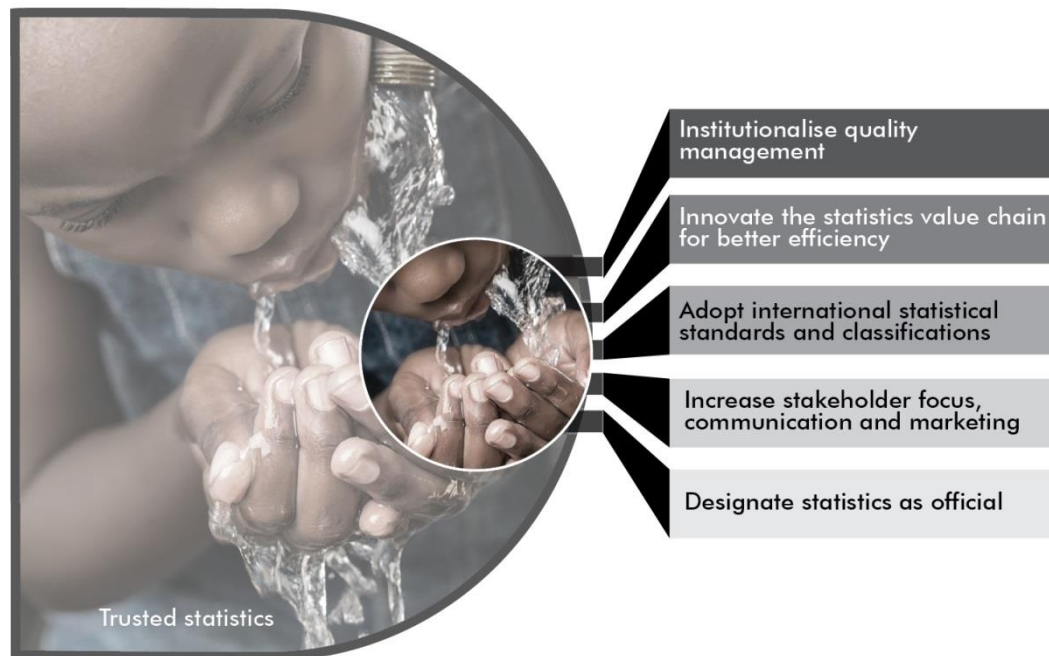 Institutionalise quality
management
Innovate the statistics value chain
for better efficiency
Adopt international statistical
standards and classifications
Increase stakeholder focus,
communication and marketing
Designate statistics as official
Trusted statistics